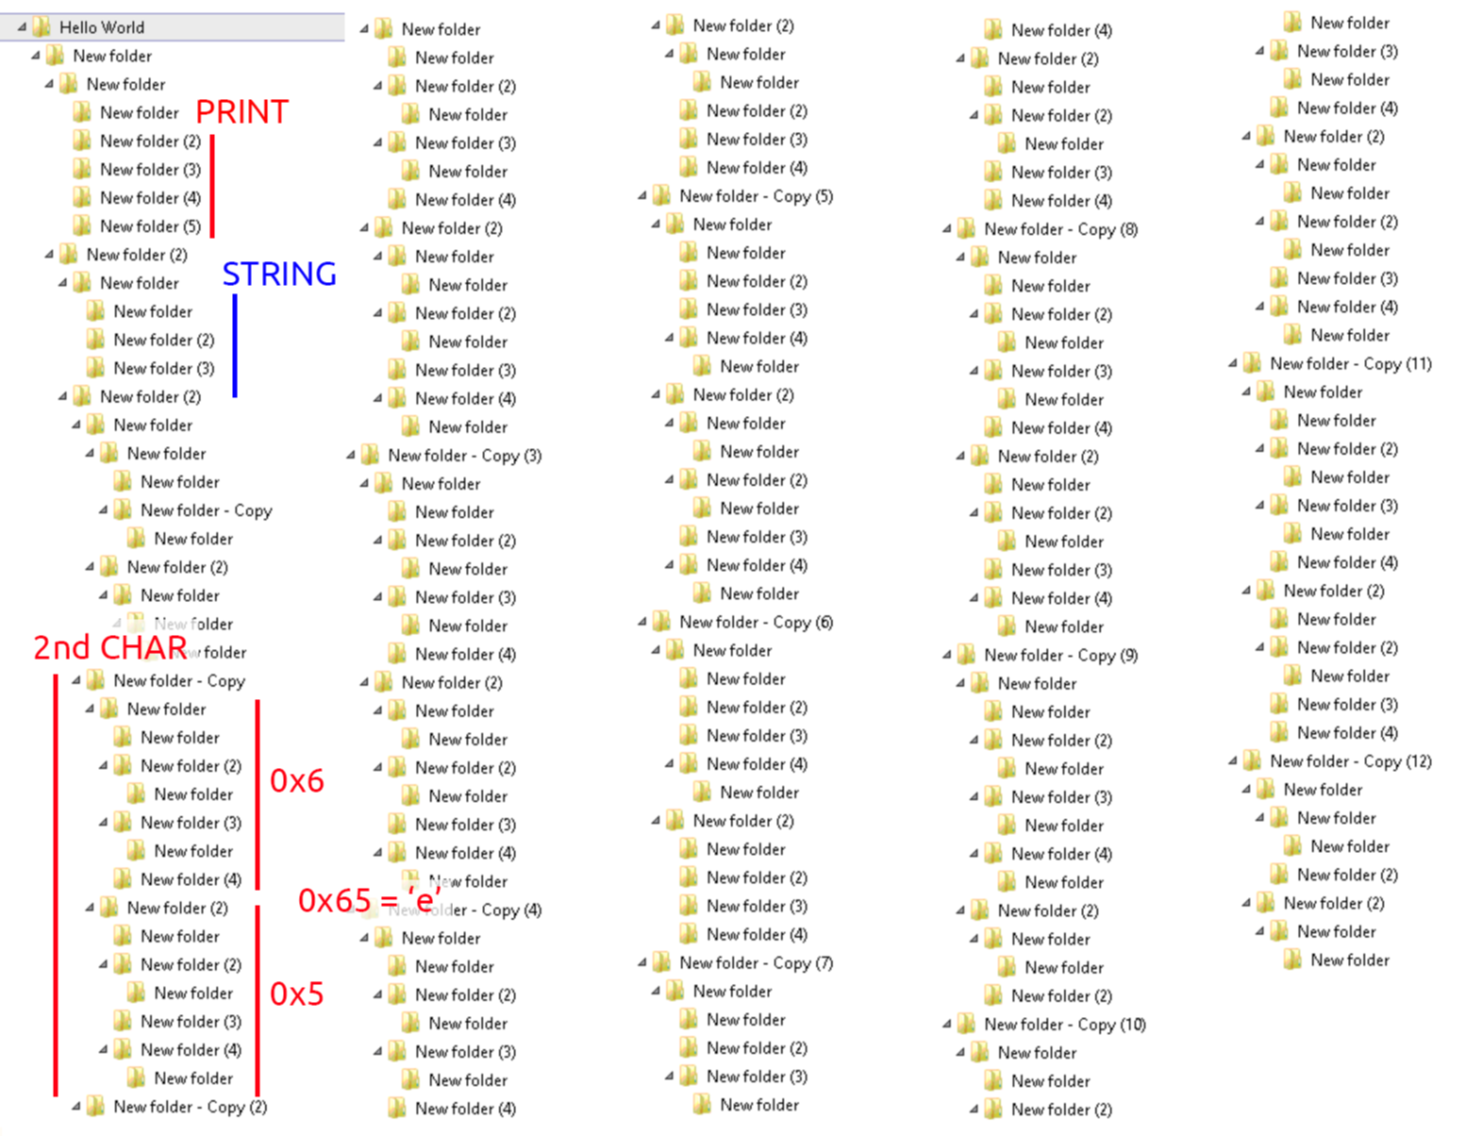 Hello World
New folder
New folder
New folder PRINT
New folder (2)
New folder (3)
New folder (4)
New folder (5)
New folder (2)
New folder STRING
New folder
New folder (2)
New folder (3)
New folder (2)
New folder
New folder
New folder
New folder - Copy
New folder
New folder (2)
New folder
New folder
2nd CHAR
New folder
New folder - Copy
New folder
New folder
New folder (2)
0x6
New folder
New folder (3)
New folder
New folder (4)
New folder (2)
New folder
New folder (2)
New folder
0x5
New folder (3)
New folder (4)
New folder
New folder - Copy (2)
New folder
New folder
New folder (2)
New folder
New folder (3)
New folder
New folder (4)
New folder (2)
New folder
New folder
New folder (2)
New folder
New folder (3)
New folder (4)
New folder
New folder - Copy (3)
New folder
New folder
New folder (2)
New folder
New folder (3)
New folder
New folder (4)
New folder (2)
New folder
New folder
New folder (2)
New folder
New folder (3)
New folder (4)
New folder
0x65 = 'e'
New folder - Copy (4)
New folder
New folder
New folder (2)
New folder
New folder (3)
New folder
New folder (4)
New folder (2)
New folder
New folder
New folder (2)
New folder (3)
New folder (4)
New folder - Copy (5)
New folder
New folder
New folder (2)
New folder (3)
New folder (4)
New folder
New folder (2)
New folder
New folder
New folder (2)
New folder
New folder (3)
New folder (4)
New folder
New folder - Copy (6)
New folder
New folder
New folder (2)
New folder (3)
New folder (4)
New folder
New folder (2)
New folder
New folder (2)
New folder (3)
New folder (4)
New folder - Copy (7)
New folder
New folder
New folder (2)
New folder (3)
New folder
New folder (4)
New folder (2)
New folder
New folder (2)
New folder
New folder (3)
New folder (4)
New folder - Copy (8)
New folder
New folder
New folder (2)
New folder
New folder (3)
New folder
New folder (4)
New folder (2)
New folder
New folder (2)
New folder
New folder (3)
New folder (4)
New folder
New folder - Copy (9)
New folder
New folder
New folder (2)
New folder
New folder (3)
New folder
New folder (4)
New folder
New folder (2)
New folder
New folder
New folder (2)
New folder - Copy (10)
New folder
New folder
New folder (2)
New folder
New folder (3)
New folder
New folder (4)
New folder (2)
New folder
New folder
New folder (2)
New folder
New folder (3)
New folder (4)
New folder
New folder - Copy (11)
New folder
New folder
New folder (2)
New folder
New folder (3)
New folder
New folder (4)
New folder (2)
New folder
New folder (2)
New folder
New folder (3)
New folder (4)
New folder - Copy (12)
New folder
New folder
New folder
New folder (2)
New folder (2)
New folder
New folder